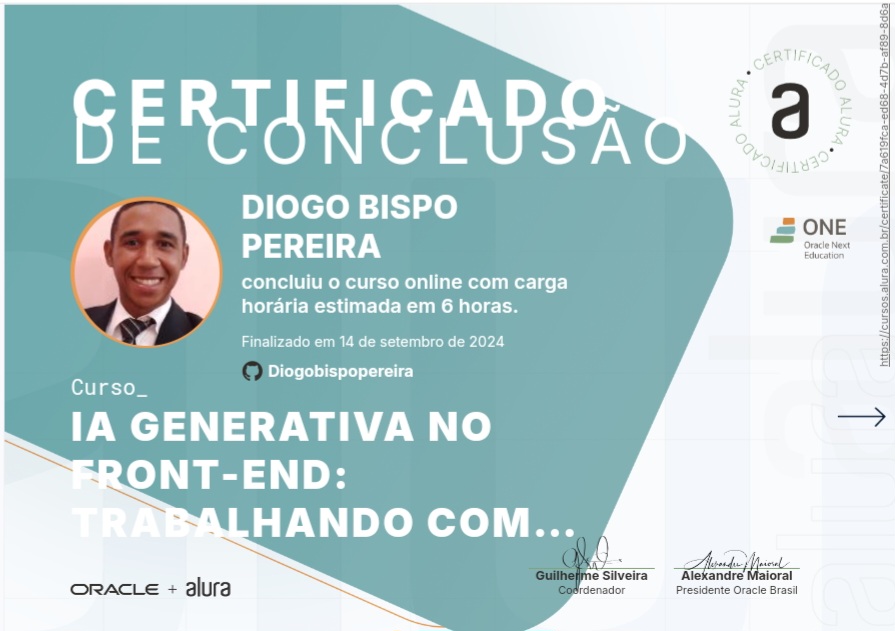 CERTIFICADO
DE CONCLUSÃO
CERTIFICADO ALURA · CERTIFICADO ALURA ·
a
DIOGO BISPO
PEREIRA
concluiu o curso online com carga
horária estimada em 6 horas.
Finalizado em 14 de setembro de 2024
Diogobispopereira
ONE
Oracle Next
Education
https://cursos.alura.com.br/certificate/7a619fca-cd68-4d7b-af89-8d6a
Curso_
IA GENERATIVA NO
FRONT-END:
TRABALHANDO COM...
ORACLE + alura
Guilherme Silveira
Coordenador
Alexandre Maioral
Presidente Oracle Brasil